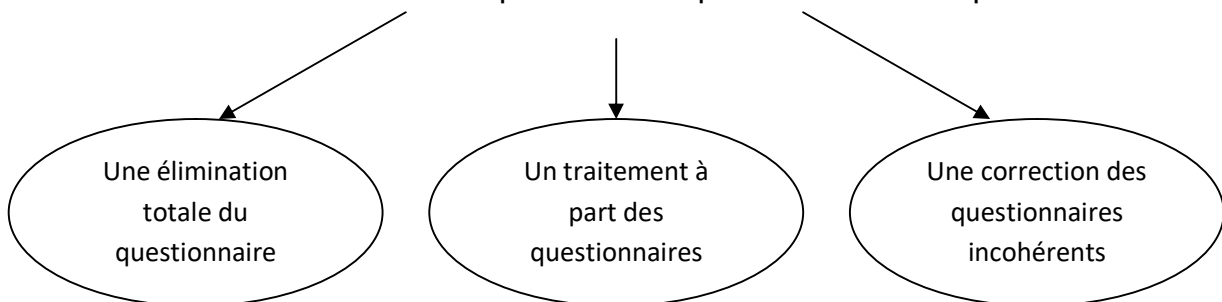 Une élimination
totale du
questionnaire
Un traitement à
part des
questionnaires
Une correction des
questionnaires
incohérents